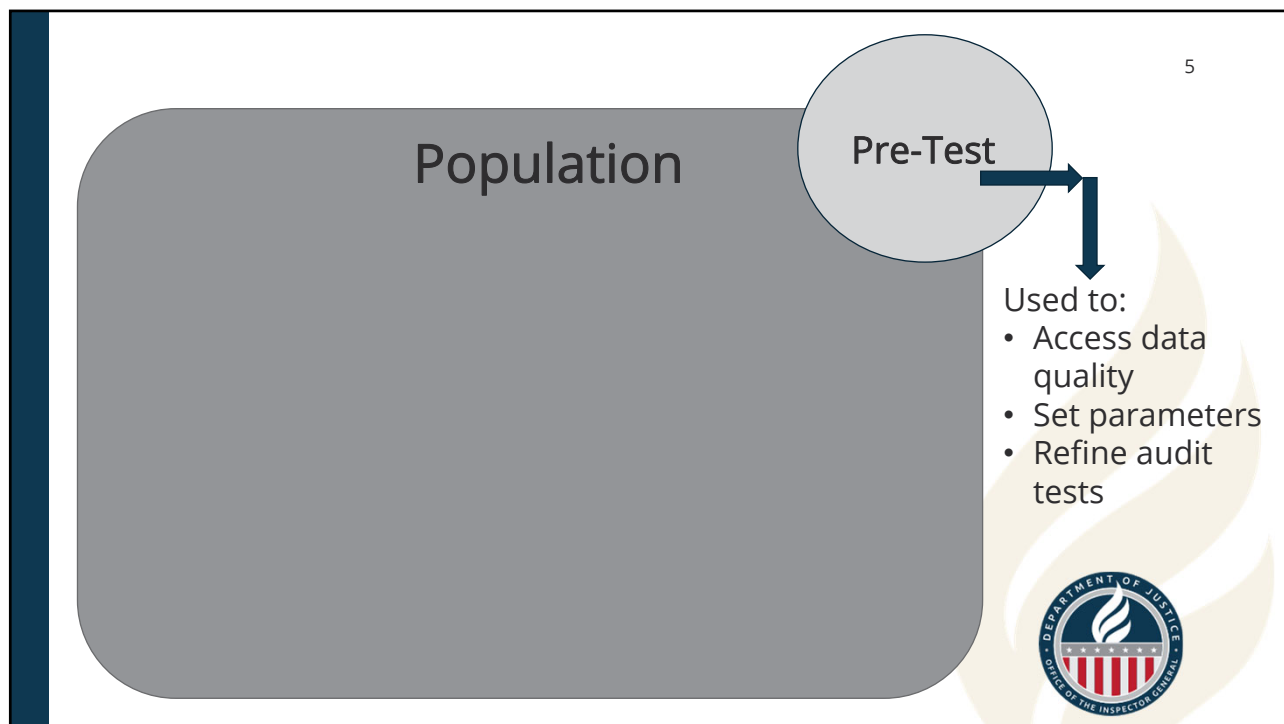 5
Population
Pre-Test
Used to:
• Access data
quality
• Set parameters
• Refine audit
tests
DEPARTMENT OF JUSTICE
OFFICE OF THE INSPECTOR GENERAL